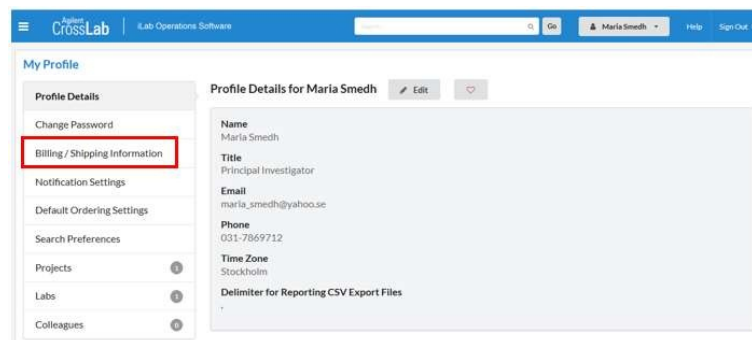 Agilent
CrossLab
iLab Operations Software
Go
Maria Smedh
Help
Sign Out
My Profile
Profile Details
Change Password
Billing / Shipping Information
Notification Settings
Default Ordering Settings
Search Preferences
Projects 1
Labs 1
Colleagues
Profile Details for Maria Smedh
Edit
Name
Maria Smedh
Title
Principal Investigator
Email
maria_smedh@yahoo.se
Phone
031-7869712
Time Zone
Stockholm
Delimiter for Reporting CSV Export Files
,